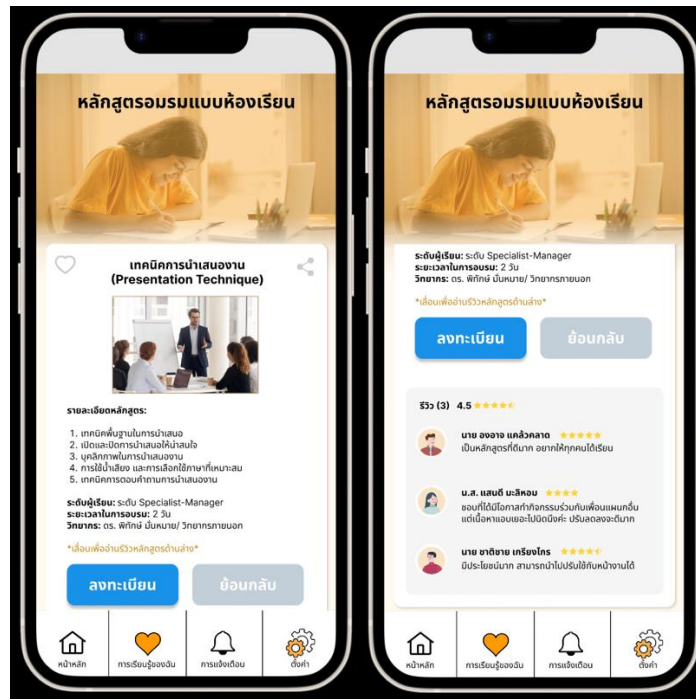 หลักสูตรอมรมแบบห้องเรียน
เทคนิคการนำเสนองาน
(Presentation Technique)
รายละเอียดหลักสูตร:
1. เทคนิคพื้นฐานในการนำเสนอ
2. เปิดและปิดการนำเสนอให้น่าสนใจ
3. บุคลิกภาพในการนำเสนองาน
4. การใช้น้ำเสียง และการเลือกใช้ภาษาที่เหมาะสม
5. เทคนิคการตอบคำถามการนำเสนองาน
ระดับผู้เรียน: ระดับ Specialist-Manager
ระยะเวลาในการอบรม: 2 วัน
วิทยากร: ดร. พิทักษ์ มั่นหมาย/ วิทยากรภายนอก
*เลื่อนเพื่ออ่านรีวิวหลักสูตรด้านล่าง*
ลงทะเบียน
ย้อนกลับ
หน้าหลัก
การเรียนรู้ของฉัน
การแจ้งเตือน
ตั้งค่า
หลักสูตรอมรมแบบห้องเรียน
ระดับผู้เรียน: ระดับ Specialist-Manager
ระยะเวลาในการอบรม: 2 วัน
วิทยากร: ดร. พิทักษ์ มั่นหมาย/ วิทยากรภายนอก
*เลื่อนเพื่ออ่านรีวิวหลักสูตรด้านล่าง*
ลงทะเบียน
ย้อนกลับ
รีวิว (3) 4.5
นาย องอาจ แคล้วคลาด
เป็นหลักสูตรที่ดีมาก อยากให้ทุกคนได้เรียน
น.ส. แสนดี มะลิหอม
ชอบที่ได้มีโอกาสทำกิจกรรมร่วมกับเพื่อนแผนกอื่น
แต่เนื้อหาแอบเยอะไปนิดนึงค่ะ ปรับลดลงจะดีมาก
นาย ชาติชาย เกรียงไกร
มีประโยชน์มาก สามารถนำไปปรับใช้กับหน้างานได้
หน้าหลัก
การเรียนรู้ของฉัน
การแจ้งเตือน
ตั้งค่า